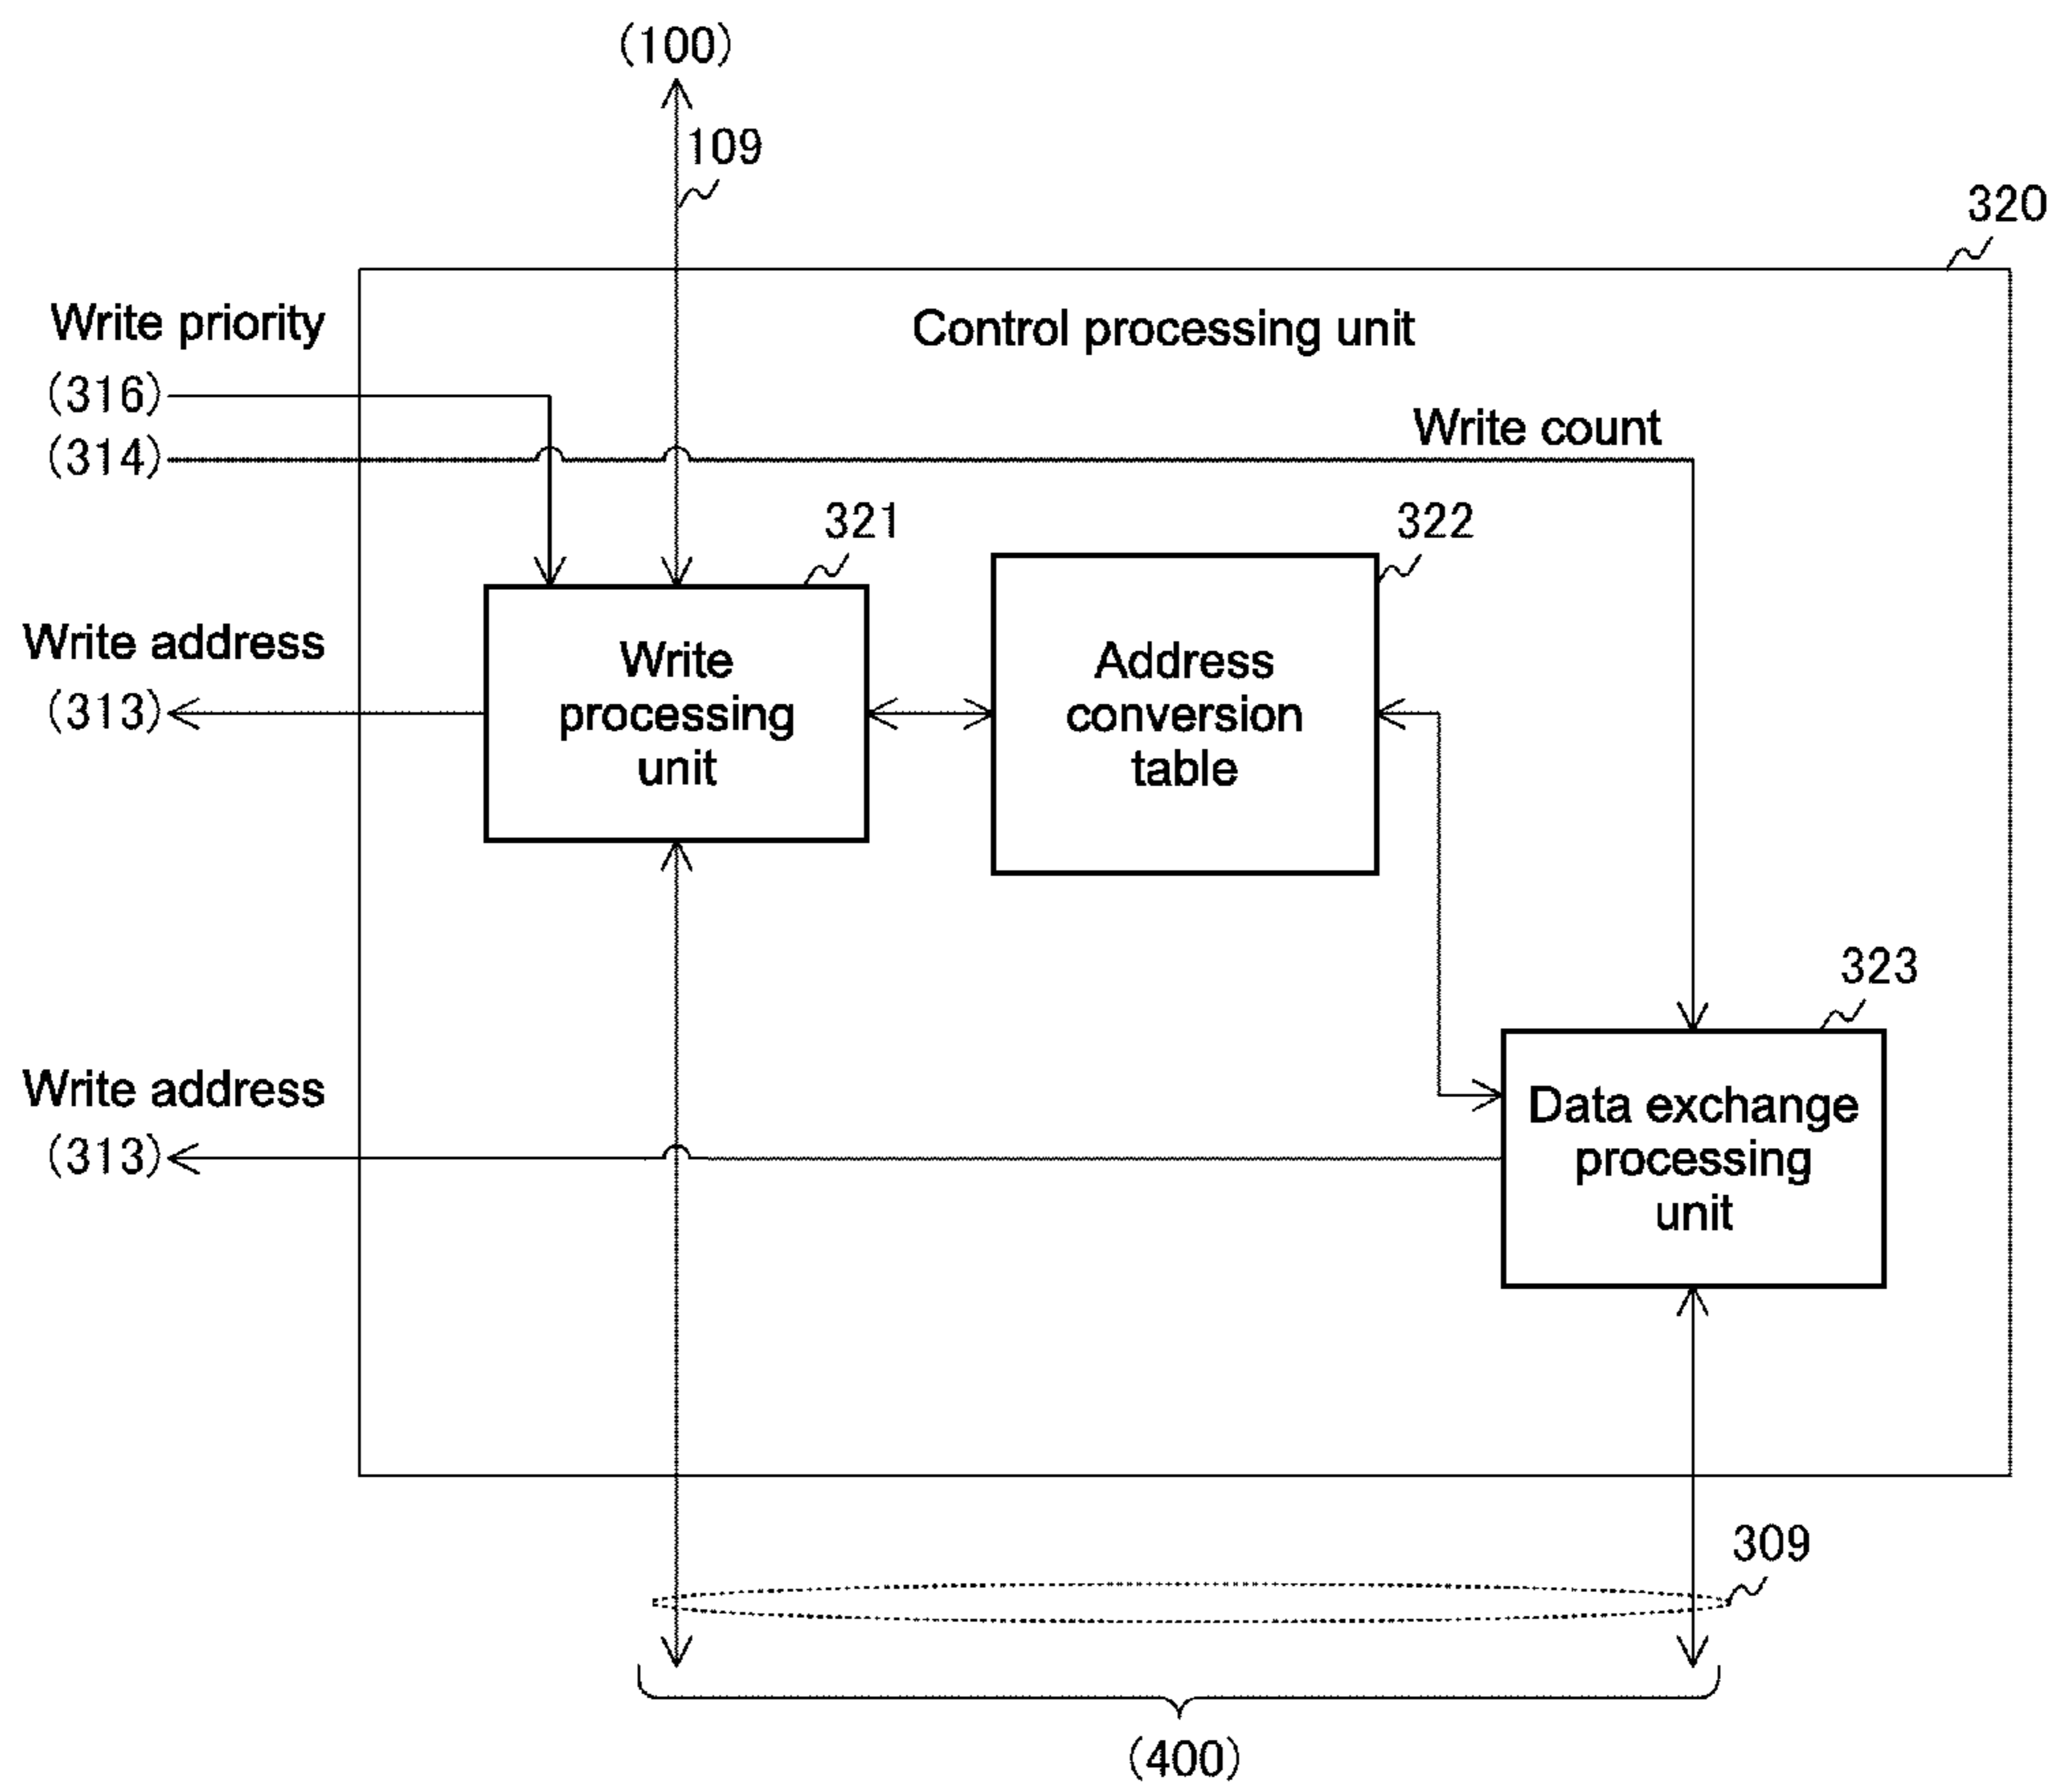 (100)
109
320
Write priority
Control processing unit
(316)
Write count
(314)
321
322
Write address
(313)
Write
processing
unit
Address
conversion
table
323
Write address
(313)
Data exchange
processing
unit
309
(400)